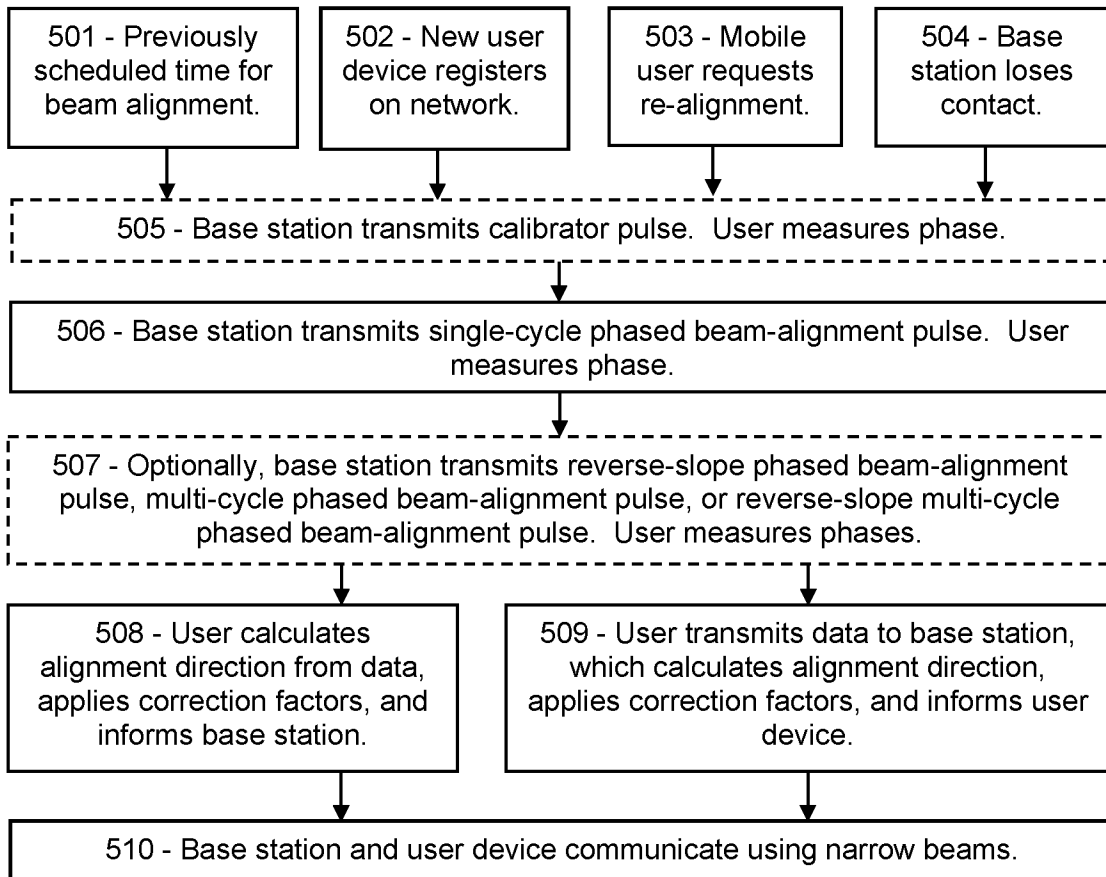 501 - Previously
scheduled time for
beam alignment.
502 - New user
device registers
on network.
503 - Mobile
user requests
re-alignment.
504 - Base
station loses
contact.
505 - Base station transmits calibrator pulse.  User measures phase.
506 - Base station transmits single-cycle phased beam-alignment pulse.  User
measures phase.
507 - Optionally, base station transmits reverse-slope phased beam-alignment
pulse, multi-cycle phased beam-alignment pulse, or reverse-slope multi-cycle
phased beam-alignment pulse.  User measures phases.
508 - User calculates
alignment direction from data,
applies correction factors, and
informs base station.
509 - User transmits data to base station,
which calculates alignment direction,
applies correction factors, and informs user
device.
510 - Base station and user device communicate using narrow beams.